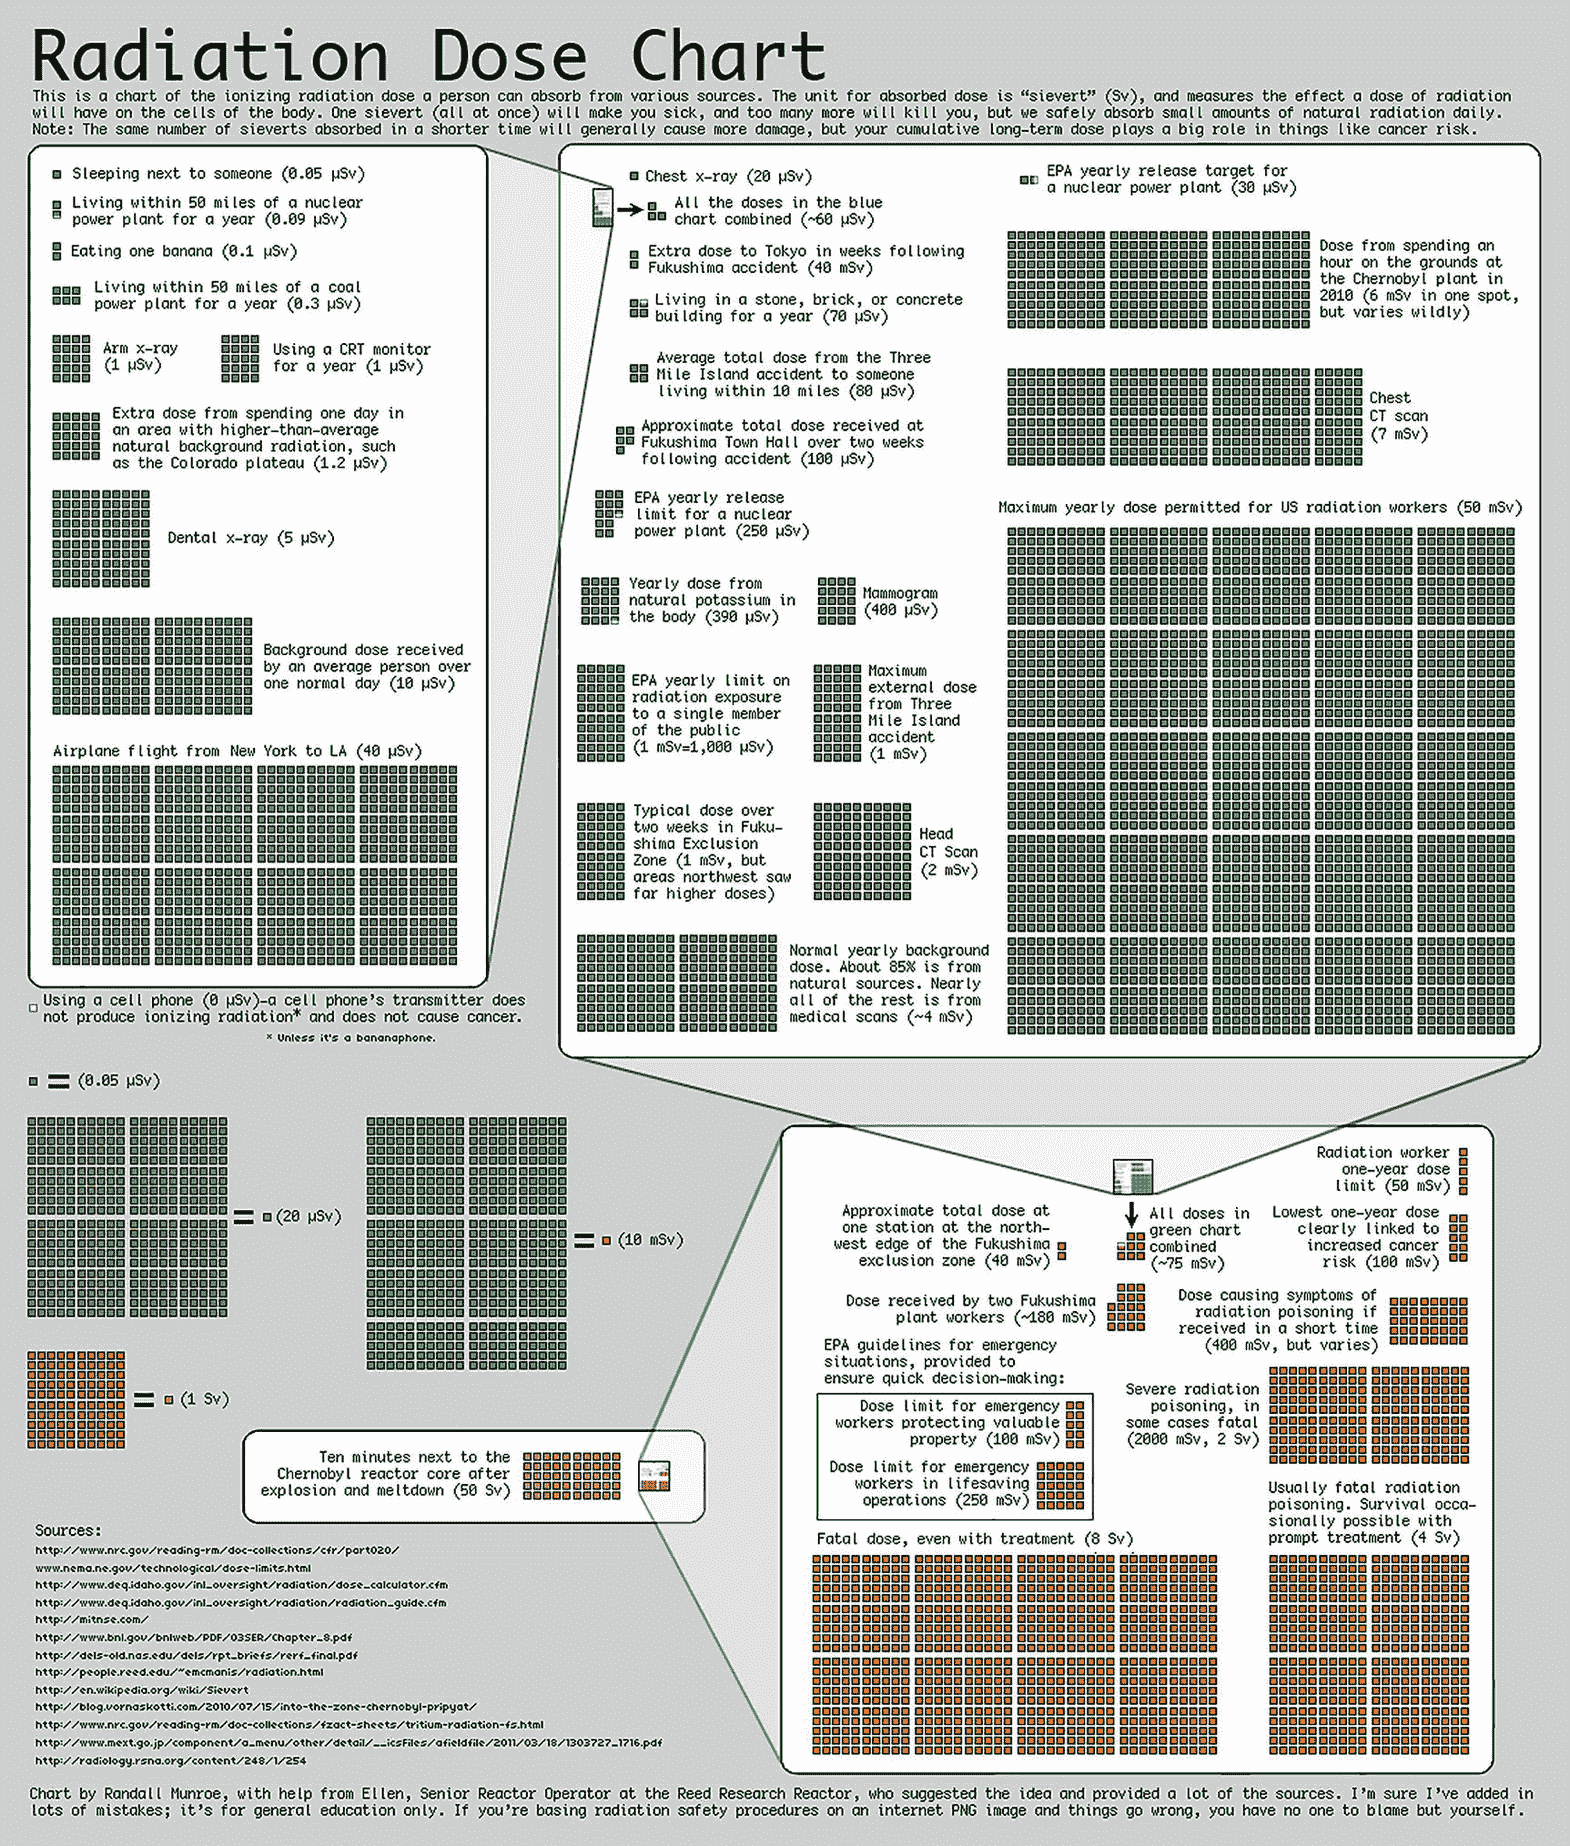 Radiation Dose Chart
This is a chart of the ionizing radiation dose a person can absorb from various sources. The unit for absorbed dose is “sievert” (Sv), and measures the effect a dose of radiation
will have on the cells of the body. One sievert (all at once) will make you sick, and too many more will kill you, but we safely absorb small amounts of natural radiation daily.
Note: The same number of sieverts absorbed in a shorter time will generally cause more damage, but your cumulative long-term dose plays a big role in things like cancer risk.
Sleeping next to someone (0.05 µSv)
Living within 50 miles of a nuclear
power plant for a year (0.09 µSv)
Eating one banana (0.1 µSv)
Living within 50 miles of a coal
power plant for a year (0.3 µSv)
Arm x-ray
(1 µSv)
Using a CRT monitor
for a year (1 µSv)
Extra dose from spending one day in
an area with higher-than-average
natural background radiation, such
as the Colorado plateau (1.2 µSv)
Dental x-ray (5 µSv)
Background dose received
by an average person over
one normal day (10 µSv)
Airplane flight from New York to LA (40 µSv)
Using a cell phone (0 µSv)-a cell phone's transmitter does
not produce ionizing radiation* and does not cause cancer.
* Unless it's a bananaphone.
Chest x-ray (20 µSv)
All the doses in the blue
chart combined (~60 µSv)
Extra dose to Tokyo in weeks following
Fukushima accident (40 mSv)
Living in a stone, brick, or concrete
building for a year (70 µSv)
Average total dose from the Three
Mile Island accident to someone
living within 10 miles (80 µSv)
Approximate total dose received at
Fukushima Town Hall over two weeks
following accident (100 µSv)
EPA yearly release
limit for a nuclear
power plant (250 µSv)
Yearly dose from
natural potassium in
the body (390 µSv)
Mammogram
(400 µSv)
EPA yearly limit on
radiation exposure
to a single member
of the public
(1 mSv=1,000 µSv)
Maximum
external dose
from Three
Mile Island
accident
(1 mSv)
Typical dose over
two weeks in Fuku-
shima Exclusion
Zone (1 mSv, but
areas northwest saw
far higher doses)
Head
CT Scan
(2 mSv)
Normal yearly background
dose. About 85% is from
natural sources. Nearly
all of the rest is from
medical scans (~4 mSv)
EPA yearly release target for
a nuclear power plant (30 µSv)
Dose from spending an
hour on the grounds at
the Chernobyl plant in
2010 (6 mSv in one spot,
but varies wildly)
Chest
CT scan
(7 mSv)
Maximum yearly dose permitted for US radiation workers (50 mSv)
= (0.05 µSv)
= (20 µSv)
= (10 mSv)
= (1 Sv)
Ten minutes next to the
Chernobyl reactor core after
explosion and meltdown (50 Sv)
Approximate total dose at
one station at the north-
west edge of the Fukushima
exclusion zone (40 mSv)
All doses in
green chart
combined
(~75 mSv)
Radiation worker
one-year dose
limit (50 mSv)
Lowest one-year dose
clearly linked to
increased cancer
risk (100 mSv)
Dose received by two Fukushima
plant workers (~180 mSv)
Dose causing symptoms of
radiation poisoning if
received in a short time
(400 mSv, but varies)
EPA guidelines for emergency
situations, provided to
ensure quick decision-making:
Dose limit for emergency
workers protecting valuable
property (100 mSv)
Dose limit for emergency
workers in lifesaving
operations (250 mSv)
Severe radiation
poisoning, in
some cases fatal
(2000 mSv, 2 Sv)
Usually fatal radiation
poisoning. Survival occa-
sionally possible with
prompt treatment (4 Sv)
Fatal dose, even with treatment (8 Sv)
Sources:
http://www.nrc.gov/reading-rm/doc-collections/cfr/part020/
www.nema.ne.gov/technological/dose-limits.html
http://www.deq.idaho.gov/inl_oversight/radiation/dose_calculator.cfm
http://www.deq.idaho.gov/inl_oversight/radiation/radiation_guide.cfm
http://mitnse.com/
http://www.bnl.gov/bnlweb/PDF/03SER/Chapter_8.pdf
http://dels-old.nas.edu/dels/rpt_briefs/rerf_final.pdf
http://people.reed.edu/~emcmanis/radiation.html
http://en.wikipedia.org/wiki/Sievert
http://blog.vornaskotti.com/2010/07/15/into-the-zone-chernobyl-pripyat/
http://www.nrc.gov/reading-rm/doc-collections/fact-sheets/tritium-radiation-fs.html
http://www.mext.go.jp/component/a_menu/other/detail/__icsFiles/afieldfile/2011/03/18/1303727_1716.pdf
http://radiology.rsna.org/content/248/1/254
Chart by Randall Munroe, with help from Ellen, Senior Reactor Operator at the Reed Research Reactor, who suggested the idea and provided a lot of the sources. I'm sure I've added in
lots of mistakes; it's for general education only. If you're basing radiation safety procedures on an internet PNG image and things go wrong, you have no one to blame but yourself.